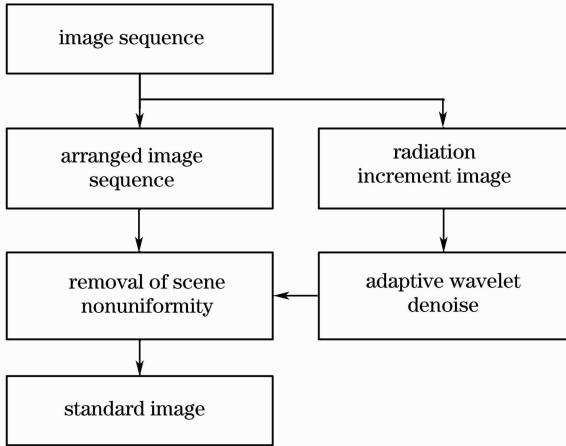 image sequence
arranged image
sequence
radiation
increment image
removal of scene
nonuniformity
adaptive wavelet
denoise
standard image